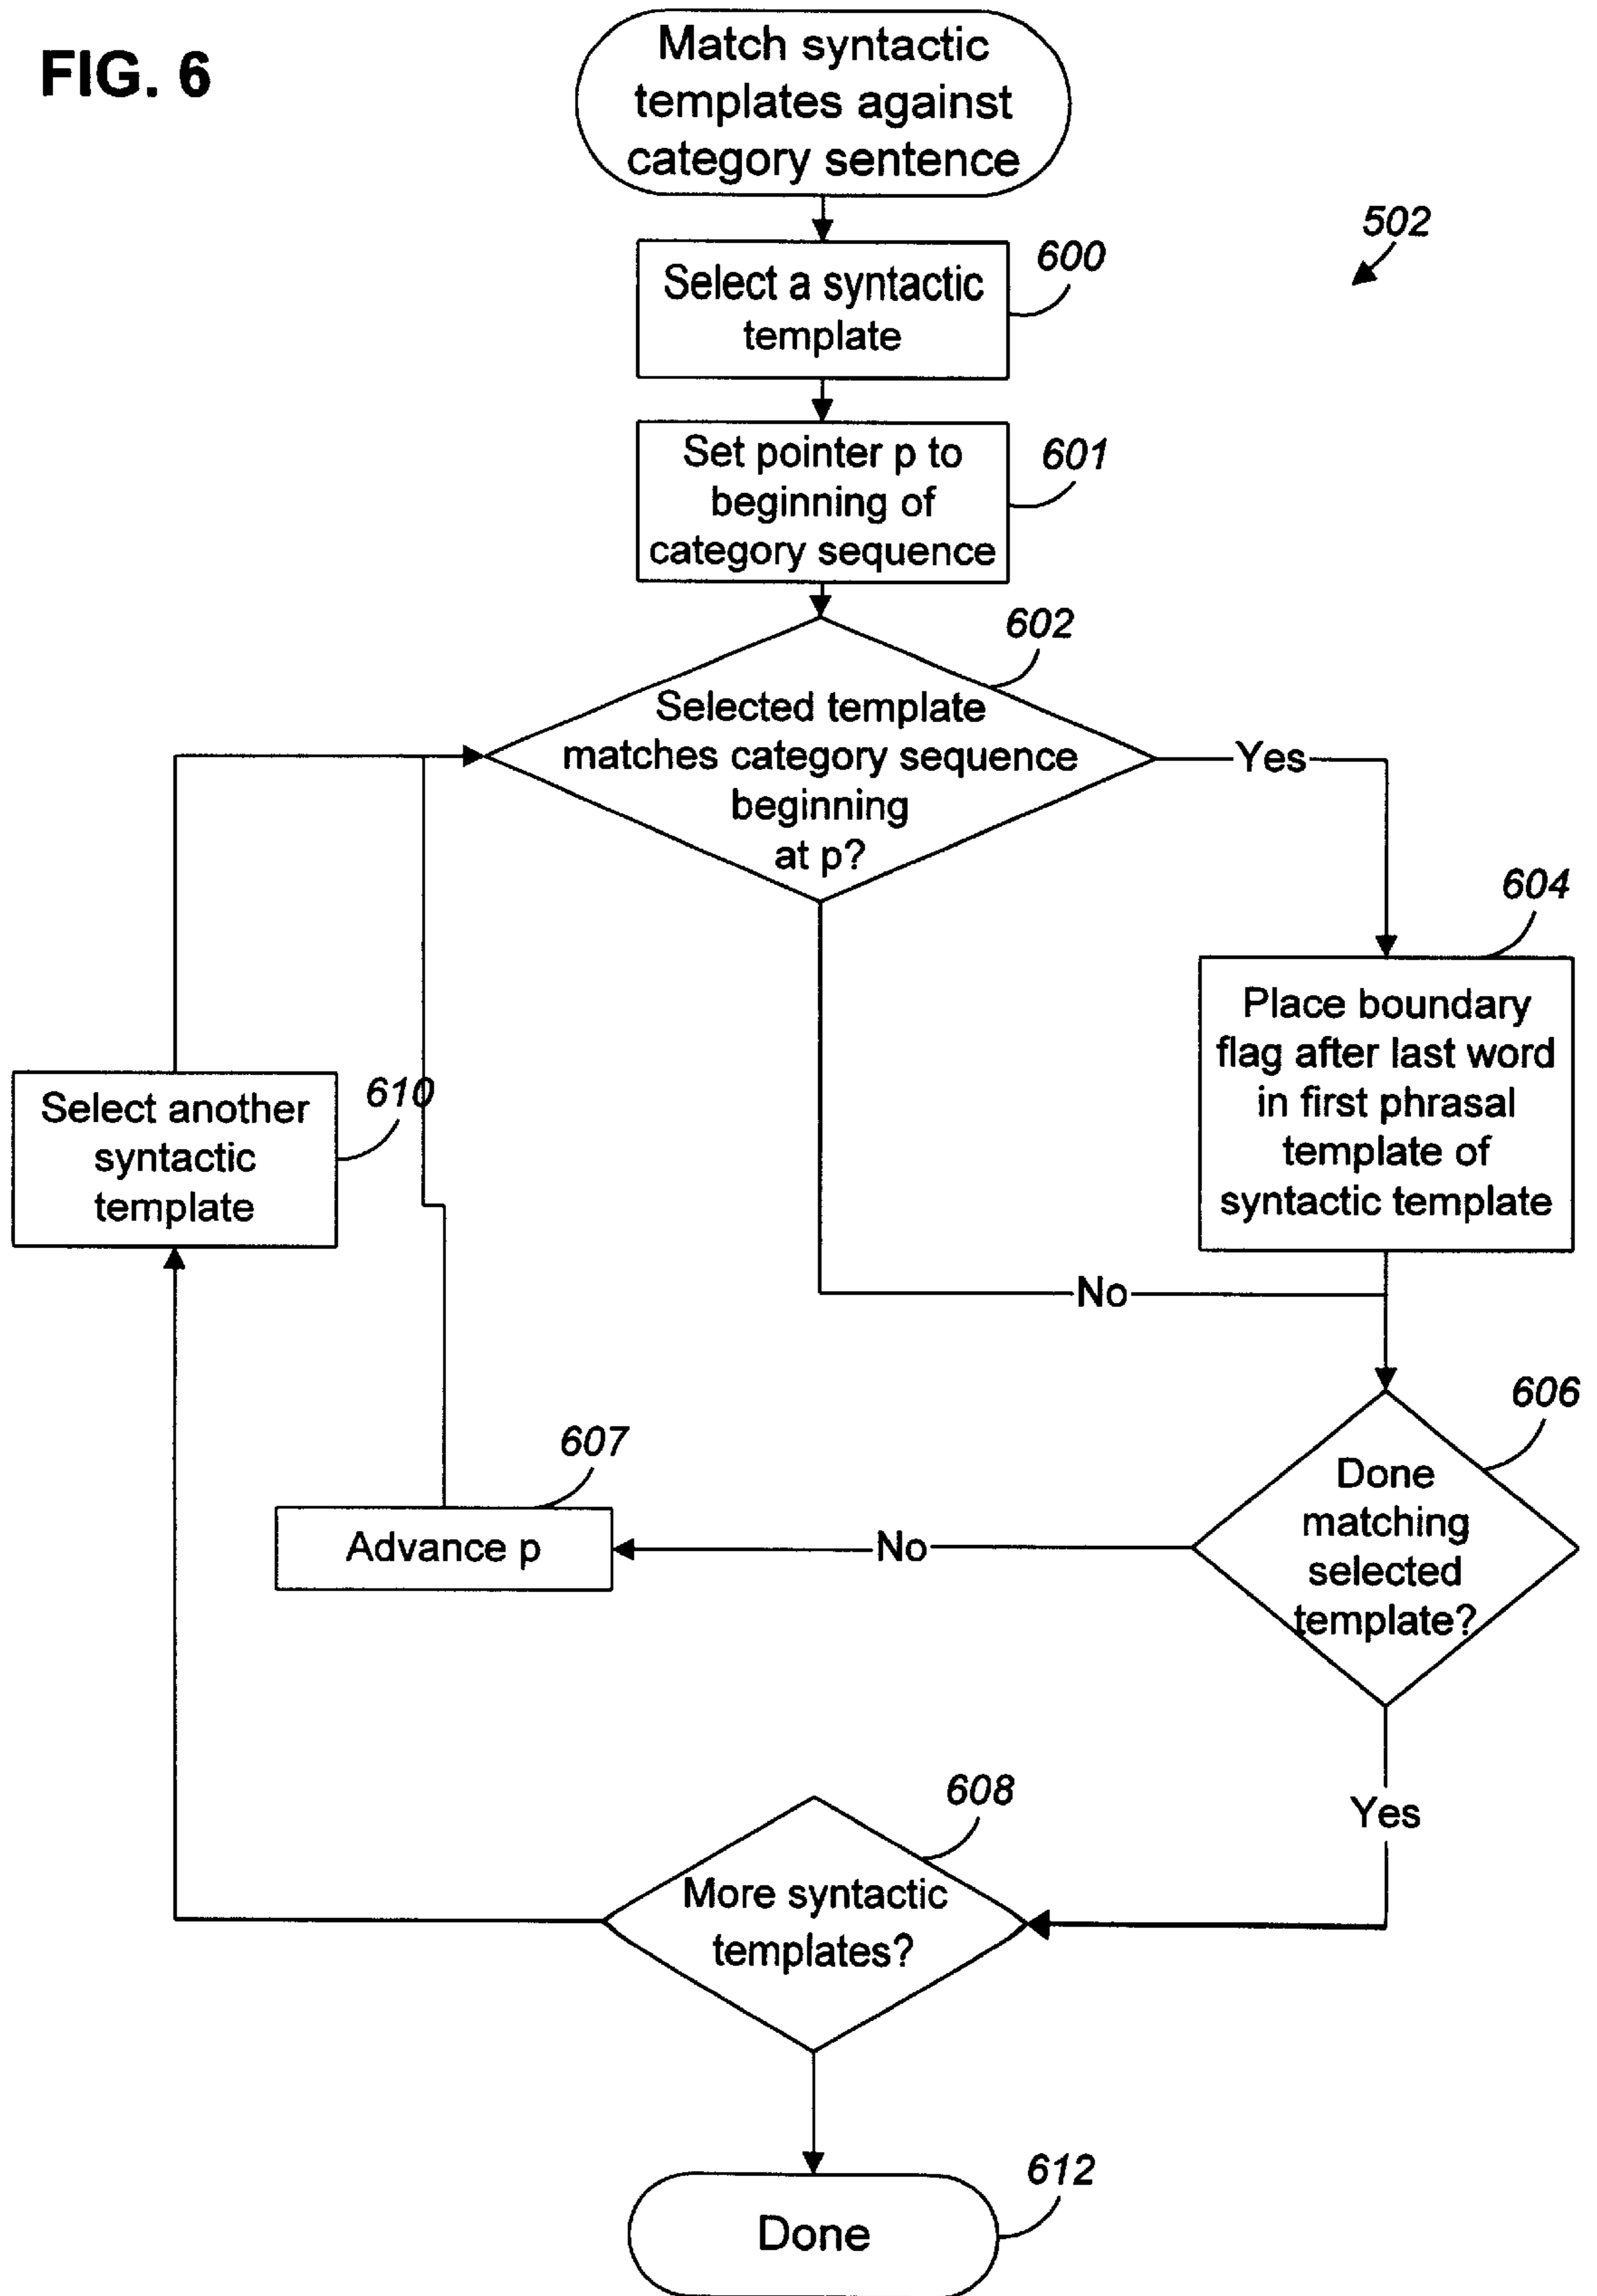 FIG. 6
Match syntactic
templates against
category sentence
502
600
Select a syntactic
template
601
Set pointer p to
beginning of
category sequence
602
Selected template
matches category sequence
beginning
at p?
Yes
604
Place boundary
flag after last word
in first phrasal
template of
syntactic template
610
Select another
syntactic
template
No
606
Done
matching
selected
template?
607
Advance p
No
Yes
608
More syntactic
templates?
612
Done